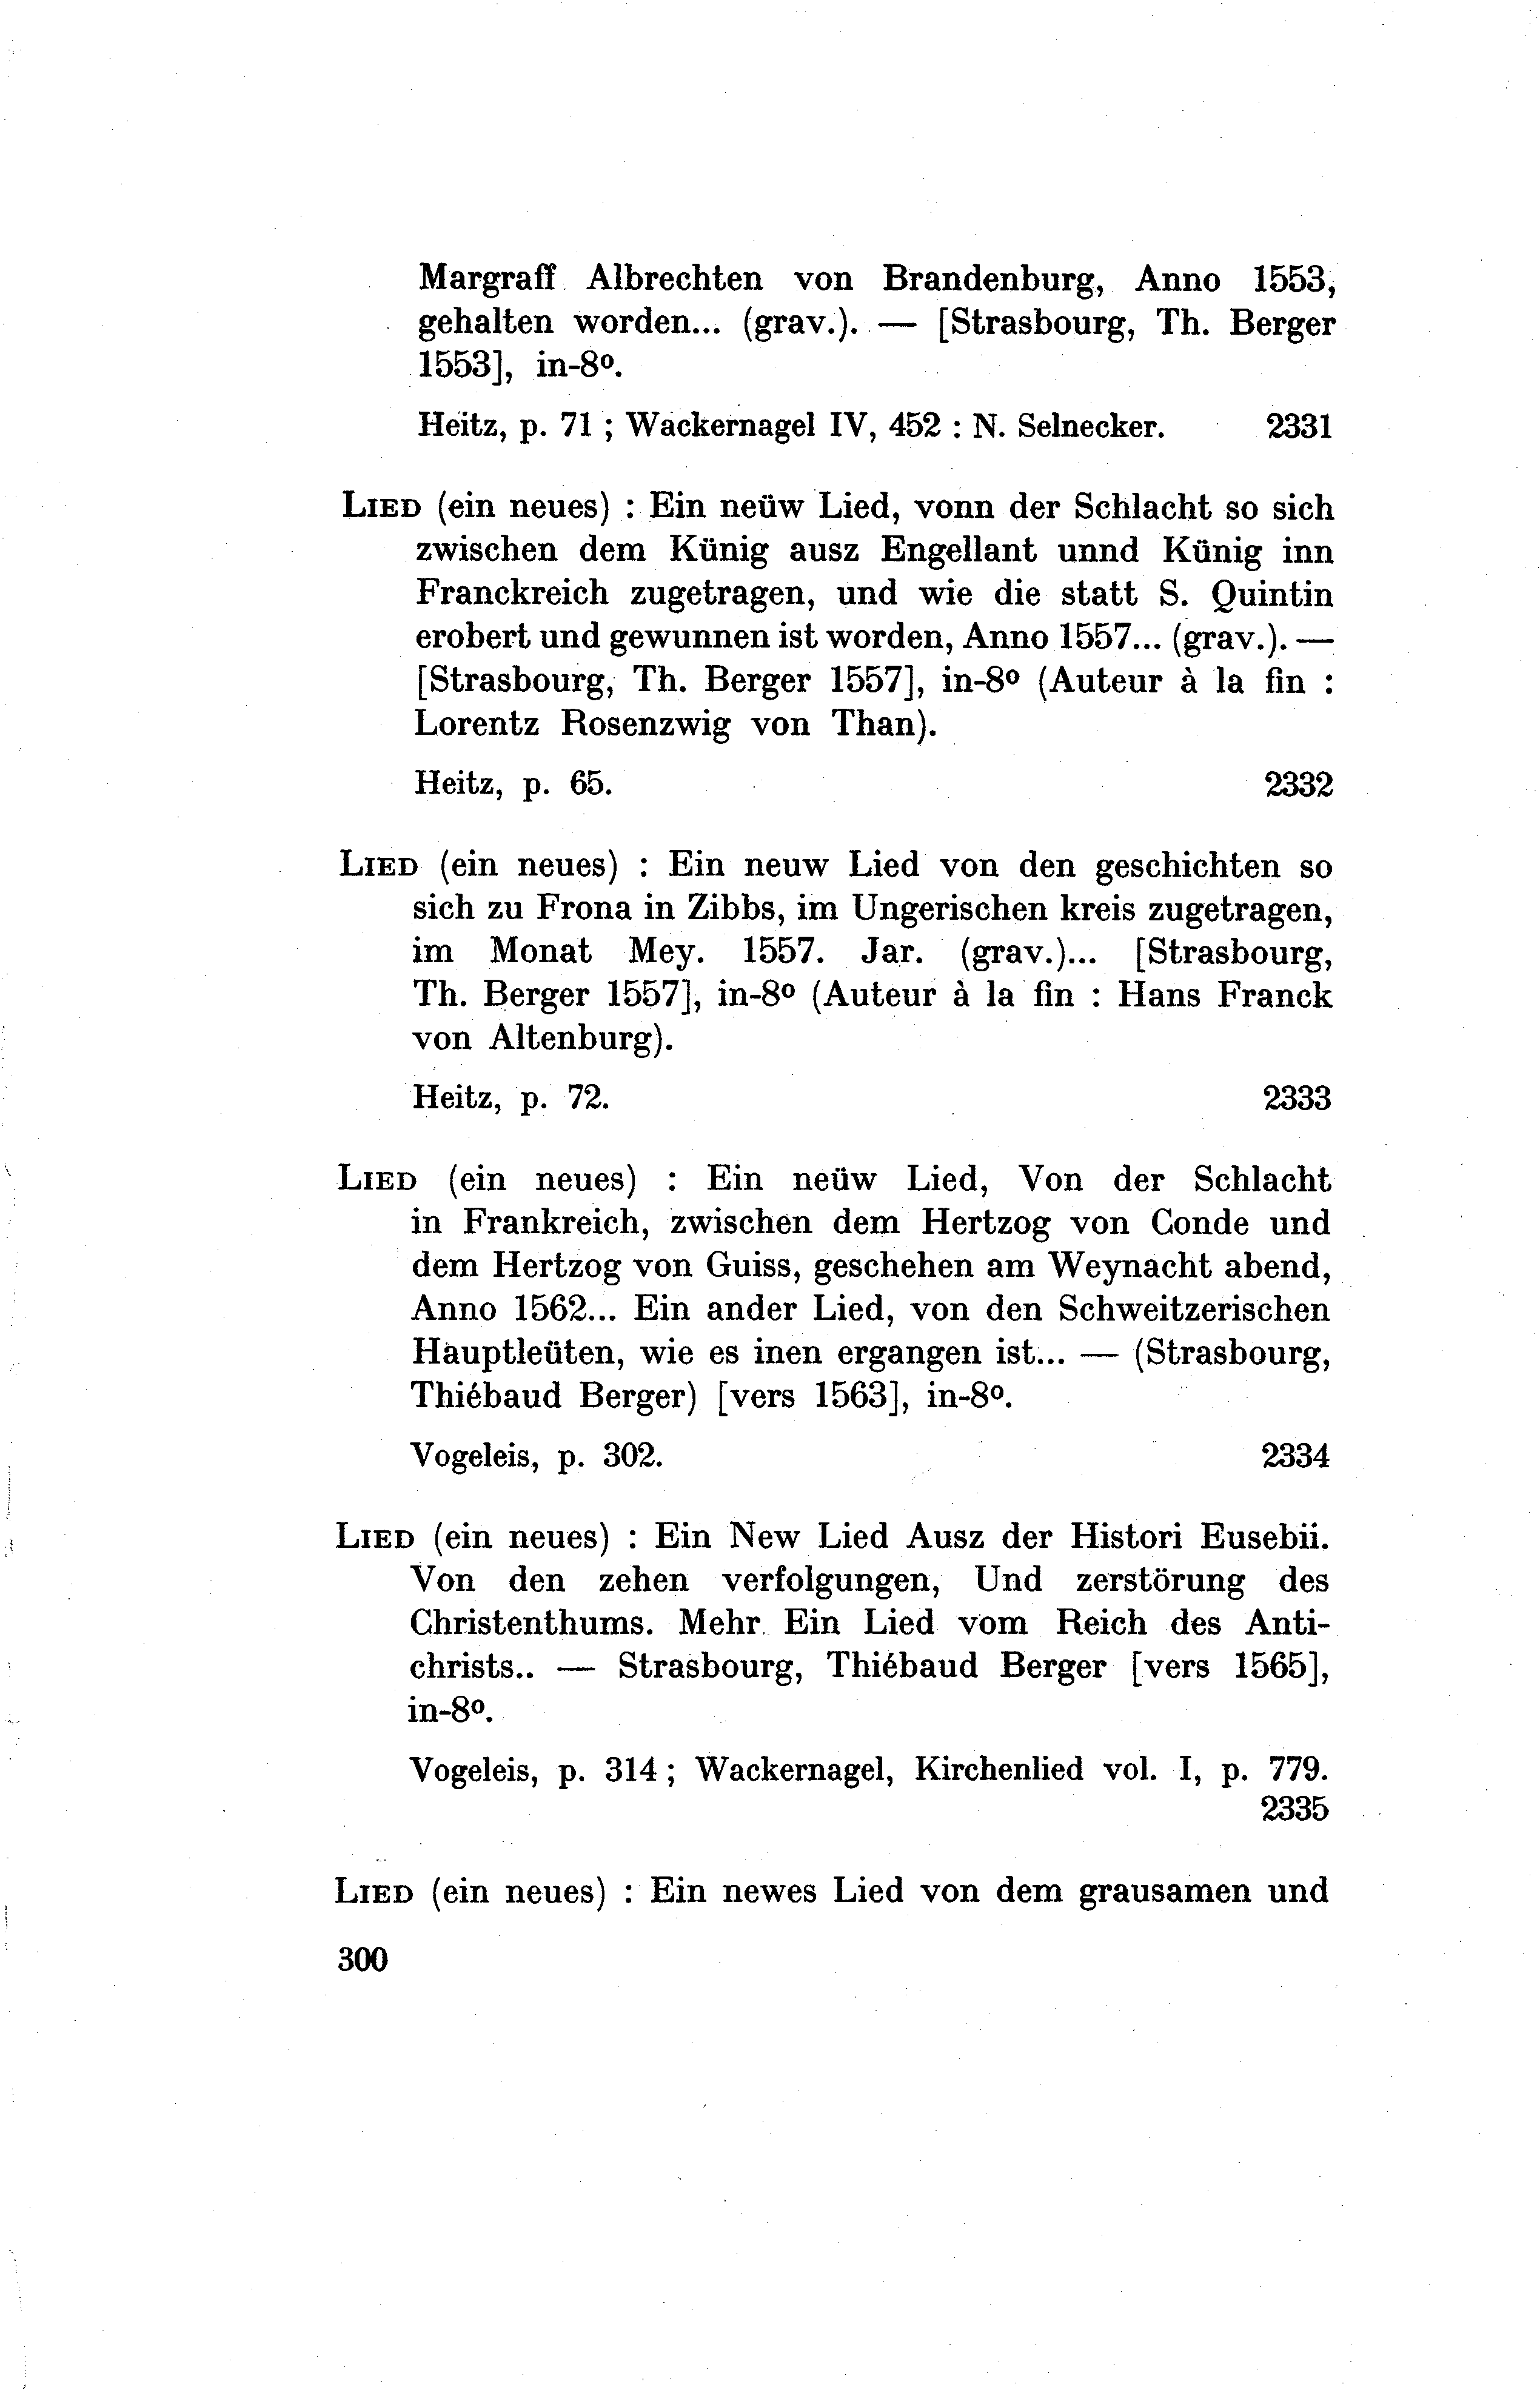 Margraff Albrechten von Brandenburg, Anno 1553,
gehalten worden... (grav.). — [Strasbourg, Th. Berger
1553], in-8º.
Heitz, p. 71 ; Wackernagel IV, 452 : N. Selnecker. 2331
LIED (ein neues) : Ein neüw Lied, vonn der Schlacht so sich
zwischen dem Künig ausz Engellant unnd Künig inn
Franckreich zugetragen, und wie die statt S. Quintin
erobert und gewunnen ist worden, Anno 1557... (grav.). —
[Strasbourg, Th. Berger 1557], in-8º (Auteur à la fin :
Lorentz Rosenzwig von Than).
Heitz, p. 65. 2332
LIED (ein neues) : Ein neuw Lied von den geschichten so
sich zu Frona in Zibbs, im Ungerischen kreis zugetragen,
im Monat Mey. 1557. Jar. (grav.)... [Strasbourg,
Th. Berger 1557], in-8º (Auteur à la fin : Hans Franck
von Altenburg).
Heitz, p. 72. 2333
LIED (ein neues) : Ein neüw Lied, Von der Schlacht
in Frankreich, zwischen dem Hertzog von Conde und
dem Hertzog von Guiss, geschehen am Weynacht abend,
Anno 1562... Ein ander Lied, von den Schweitzerischen
Hauptleüten, wie es inen ergangen ist... — (Strasbourg,
Thiébaud Berger) [vers 1563], in-8º.
Vogeleis, p. 302. 2334
LIED (ein neues) : Ein New Lied Ausz der Histori Eusebii.
Von den zehen verfolgungen, Und zerstörung des
Christenthums. Mehr Ein Lied vom Reich des Anti-
christs.. — Strasbourg, Thiébaud Berger [vers 1565],
in-8º.
Vogeleis, p. 314 ; Wackernagel, Kirchenlied vol. I, p. 779.
2335
LIED (ein neues) : Ein newes Lied von dem grausamen und
300